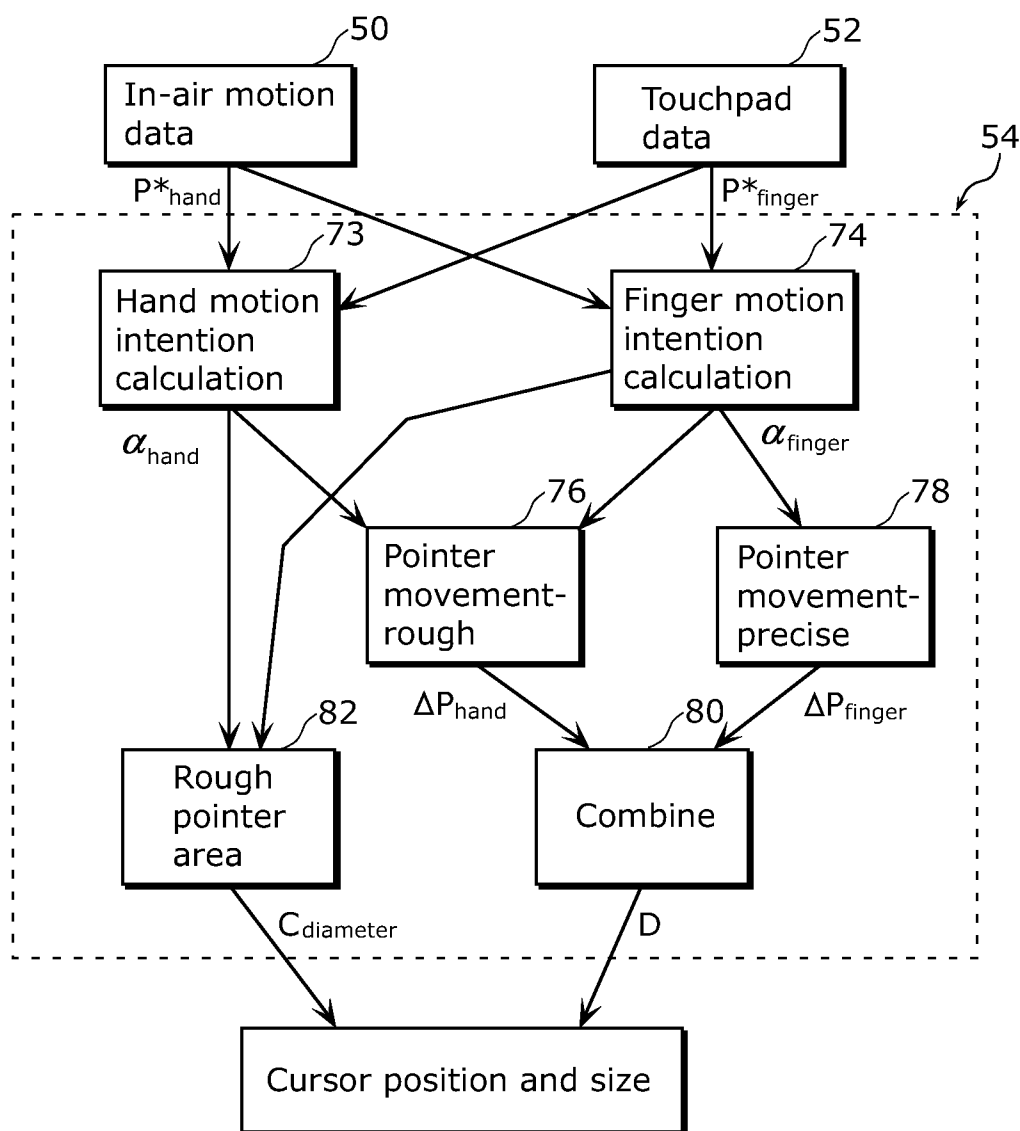 50
52
In-air motion
data
Touchpad
data
54
P*hand
P*finger
73
74
Hand motion
intention
calculation
Finger motion
intention
calculation
αhand
αfinger
76
78
Pointer
movement-
rough
Pointer
movement-
precise
ΔPhand
ΔPfinger
82
80
Rough
pointer
area
Combine
Cdiameter
D
Cursor position and size